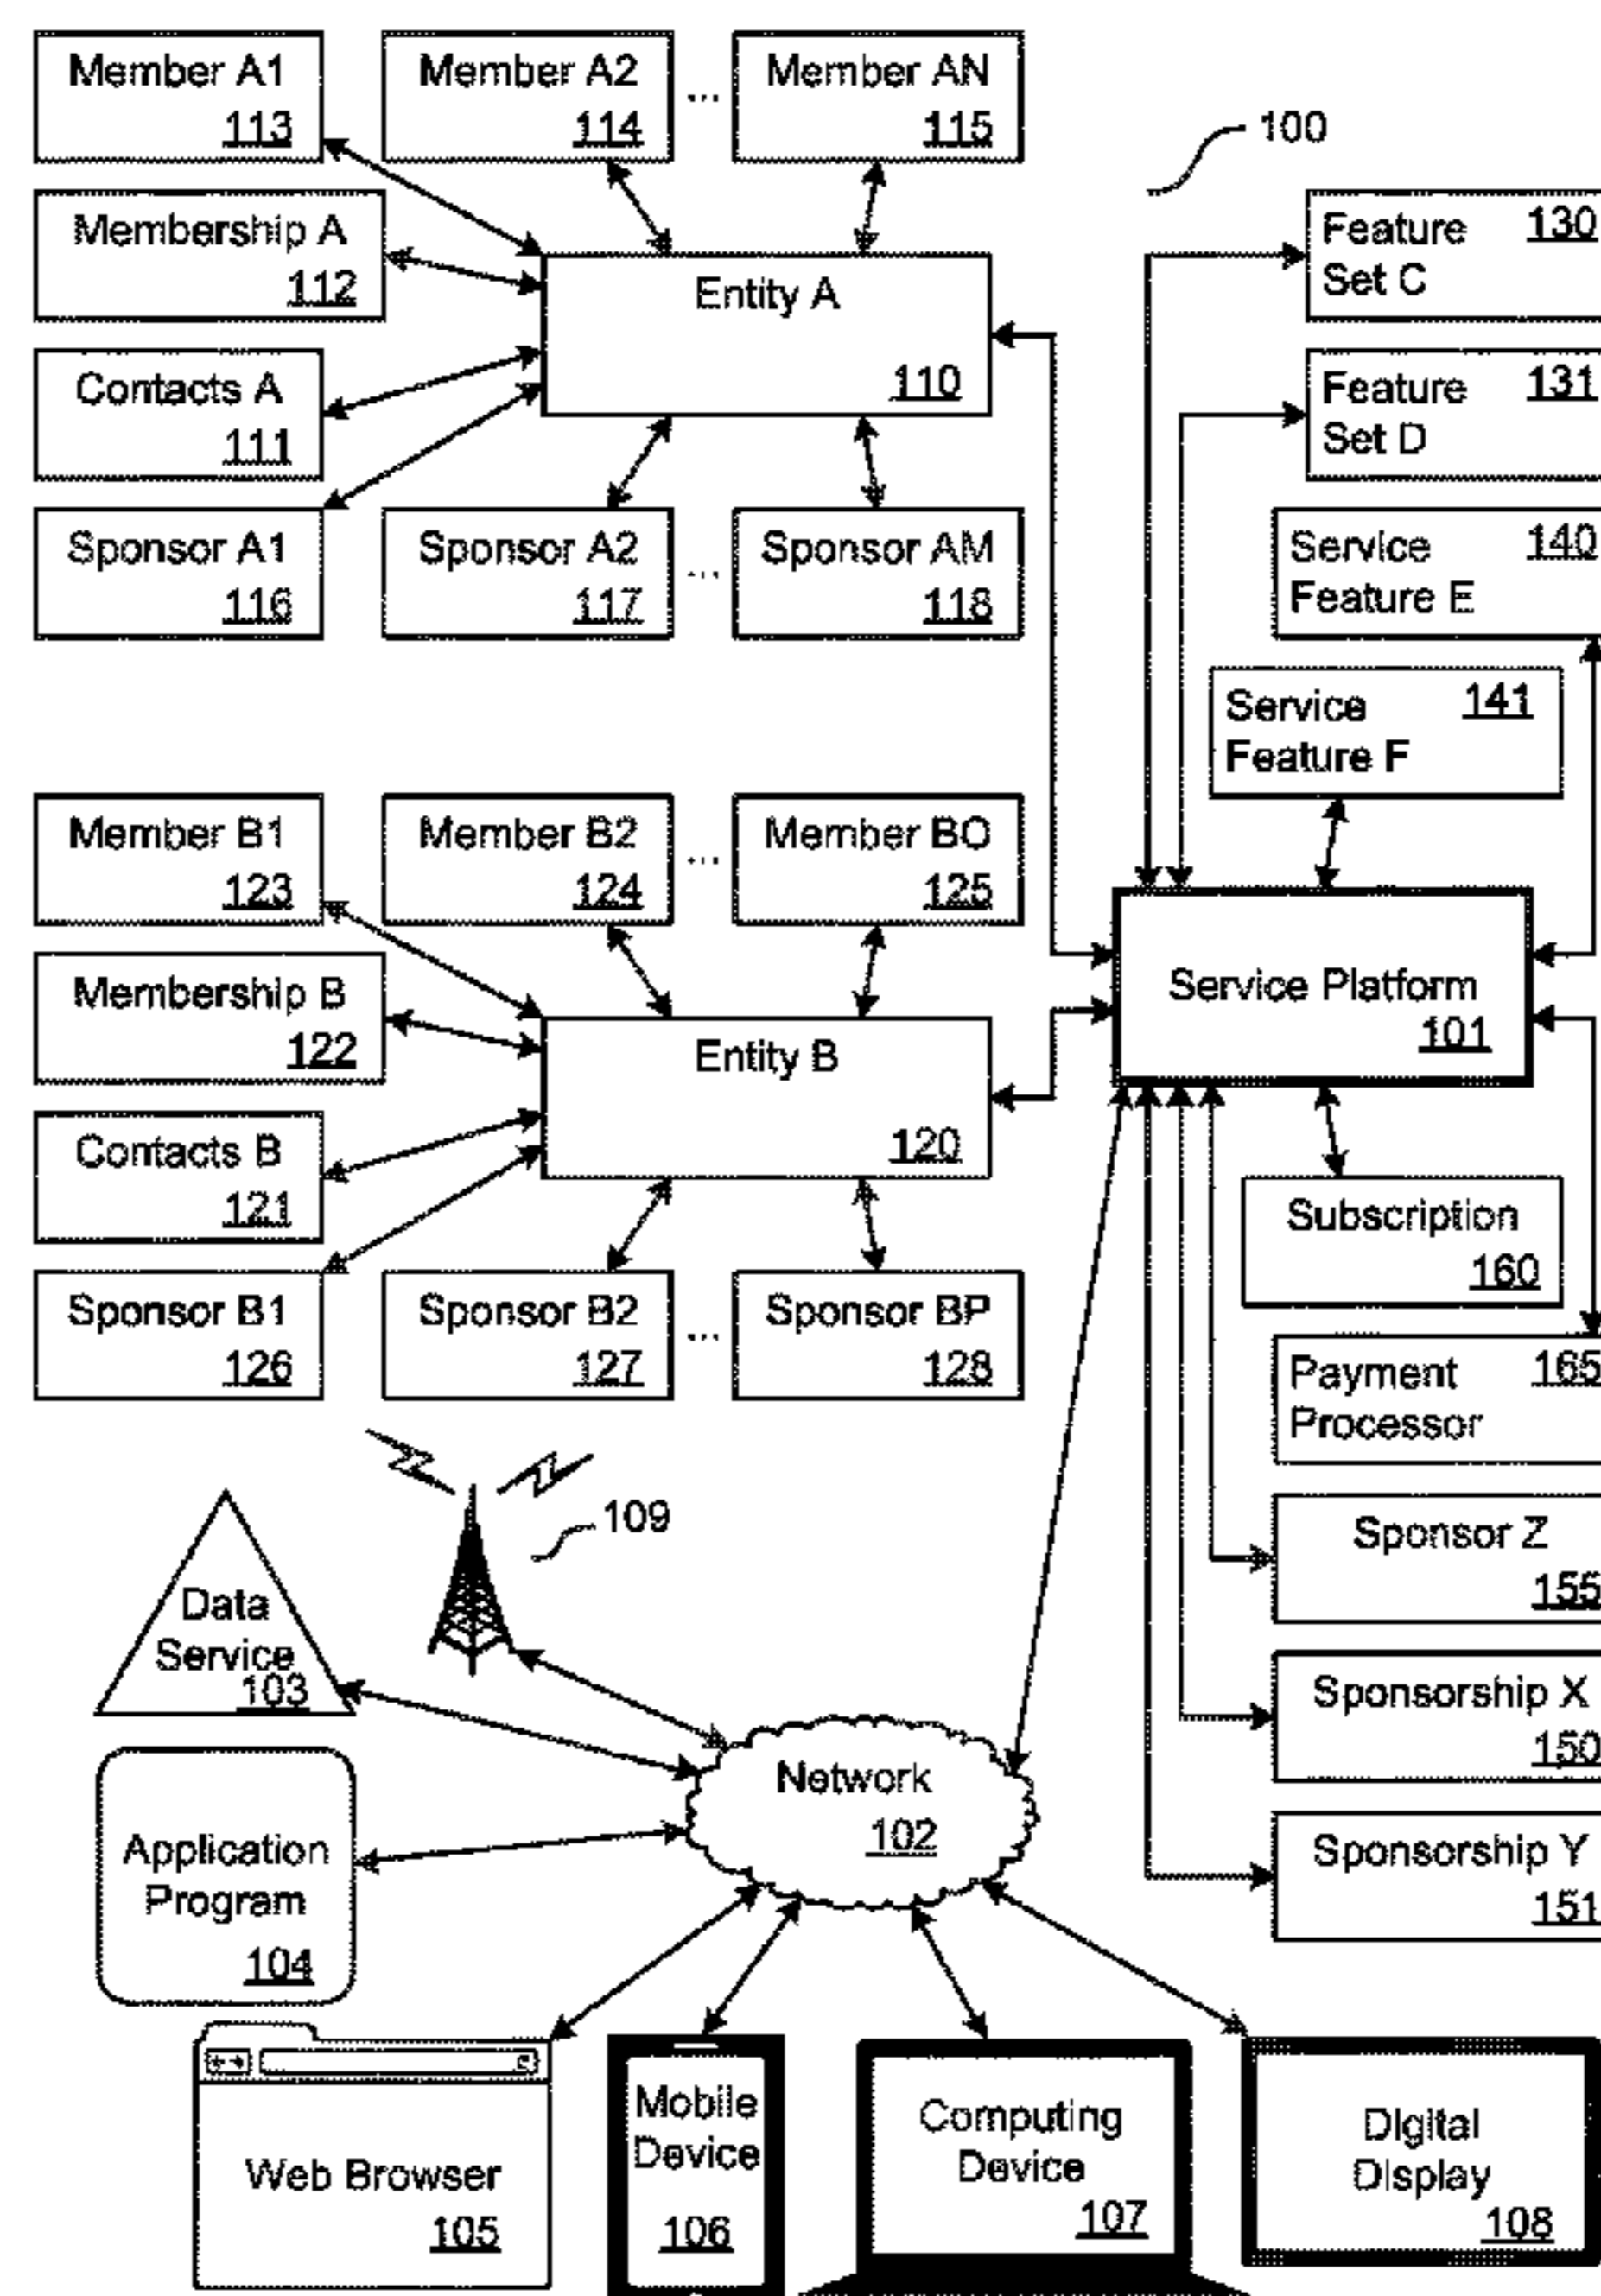 Member A1
113
Member A2
114
...
Member AN
115
100
Membership A
112
Entity A
110
Feature
Set C
130
Contacts A
111
Feature
Set D
131
Sponsor A1
116
Sponsor A2
117
...
Sponsor AM
118
Service
Feature E
140
Service
Feature F
141
Member B1
123
Member B2
124
...
Member BO
125
Membership B
122
Entity B
120
Service Platform
101
Contacts B
121
Subscription
160
Sponsor B1
126
Sponsor B2
127
...
Sponsor BP
128
Payment
Processor
165
109
Sponsor Z
155
Data
Service
103
Sponsorship X
150
Network
102
Application
Program
104
Sponsorship Y
151
Web Browser
105
Mobile
Device
106
Computing
Device
107
Digital
Display
108